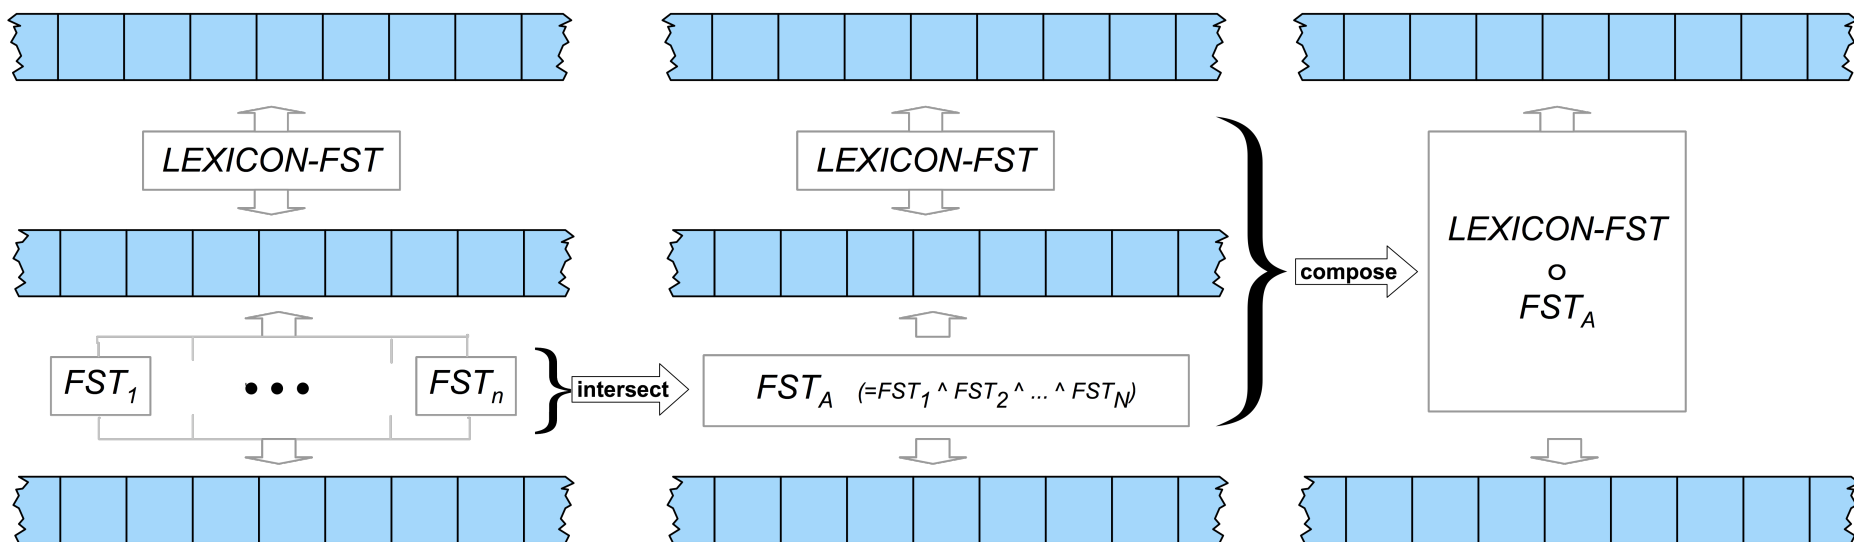 LEXICON-FST
FST1 ••• FSTn
intersect
LEXICON-FST
FSTA (=FST1 ^ FST2 ^ ... ^ FSTN)
compose
LEXICON-FST
o
FSTA